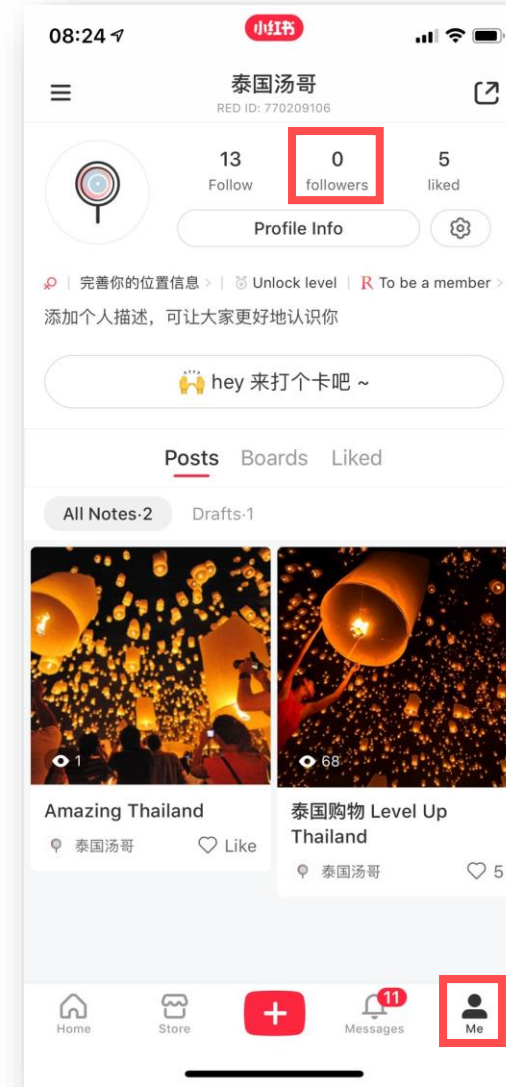 08:24
小红书
泰国汤哥
RED ID: 770209106
13
Follow
0
followers
5
liked
Profile Info
完善你的位置信息 > | Unlock level | R To be a member >
添加个人描述，可让大家更好地认识你
🙌 hey 来打个卡吧 ~
Posts Boards Liked
All Notes·2 Drafts·1
1
Amazing Thailand
泰国汤哥 Like
68
泰国购物 Level Up
Thailand
泰国汤哥 5
Home
Store
11
Messages
Me